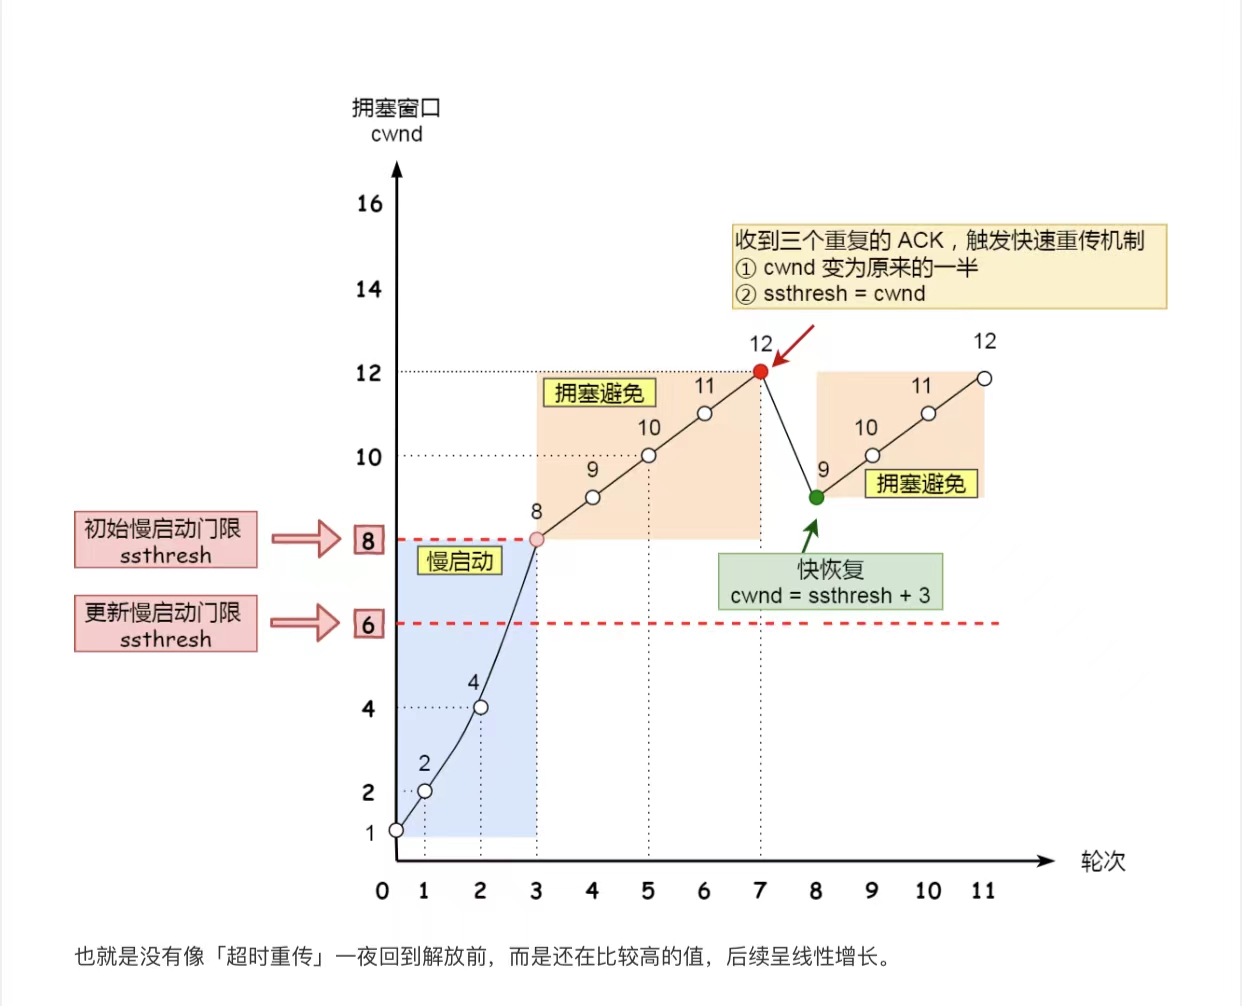 拥塞窗口
cwnd
16
14
12
10
8
6
4
2
1
收到三个重复的 ACK，触发快速重传机制
① cwnd 变为原来的一半
② ssthresh = cwnd
初始慢启动门限
ssthresh
更新慢启动门限
ssthresh
慢启动
拥塞避免
2
4
8
9
10
11
12
9
10
11
12
拥塞避免
快恢复
cwnd = ssthresh + 3
0 1 2 3 4 5 6 7 8 9 10 11
轮次
也就是没有像「超时重传」一夜回到解放前，而是还在比较高的值，后续呈线性增长。